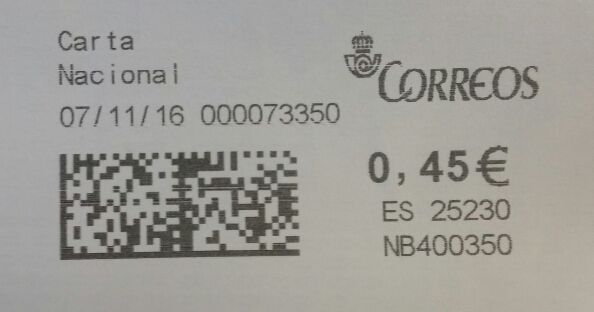 Carta
Nacional
07/11/16 000073350
CORREOS
0,45€
ES 25230
NB400350